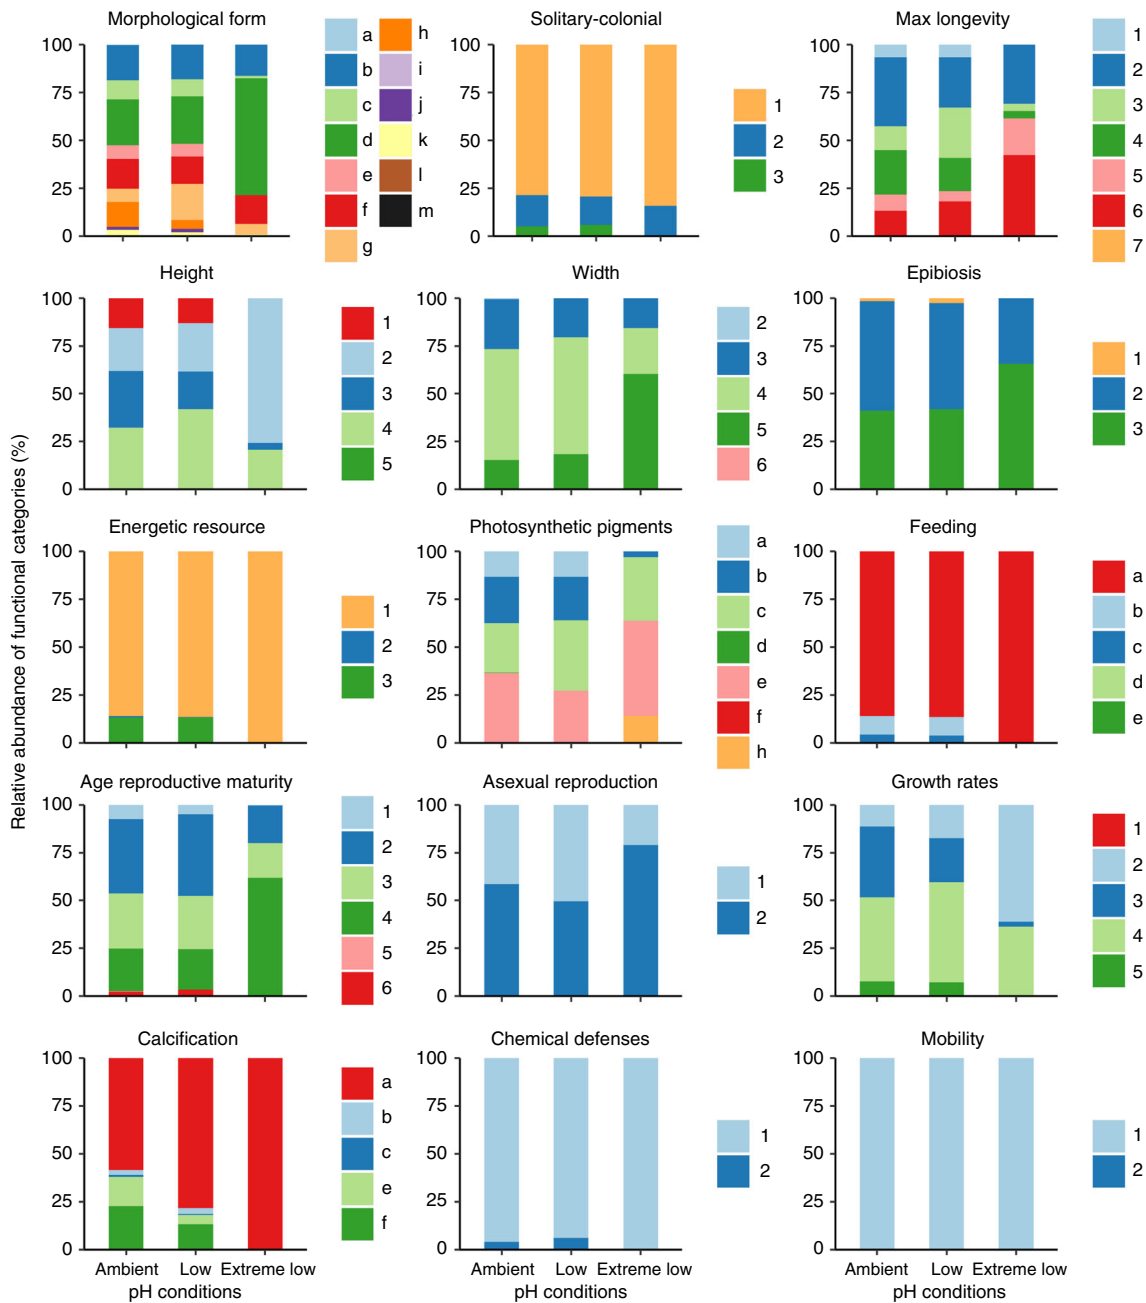 Morphological form
100
75
50
25
0
a
b
c
d
e
f
g
h
i
j
k
l
m
Solitary-colonial
100
75
50
25
0
1
2
3
Max longevity
100
75
50
25
0
1
2
3
4
5
6
7
Relative abundance of functional categories (%)
Height
100
75
50
25
0
1
2
3
4
5
Width
100
75
50
25
0
2
3
4
5
6
Epibiosis
100
75
50
25
0
1
2
3
Energetic resource
100
75
50
25
0
1
2
3
Photosynthetic pigments
100
75
50
25
0
a
b
c
d
e
f
h
Feeding
100
75
50
25
0
a
b
c
d
e
Age reproductive maturity
100
75
50
25
0
1
2
3
4
5
6
Asexual reproduction
100
75
50
25
0
1
2
Growth rates
100
75
50
25
0
1
2
3
4
5
Calcification
100
75
50
25
0
a
b
c
e
f
Ambient Low Extreme low
pH conditions
Chemical defenses
100
75
50
25
0
1
2
Ambient Low Extreme low
pH conditions
Mobility
100
75
50
25
0
1
2
Ambient Low Extreme low
pH conditions